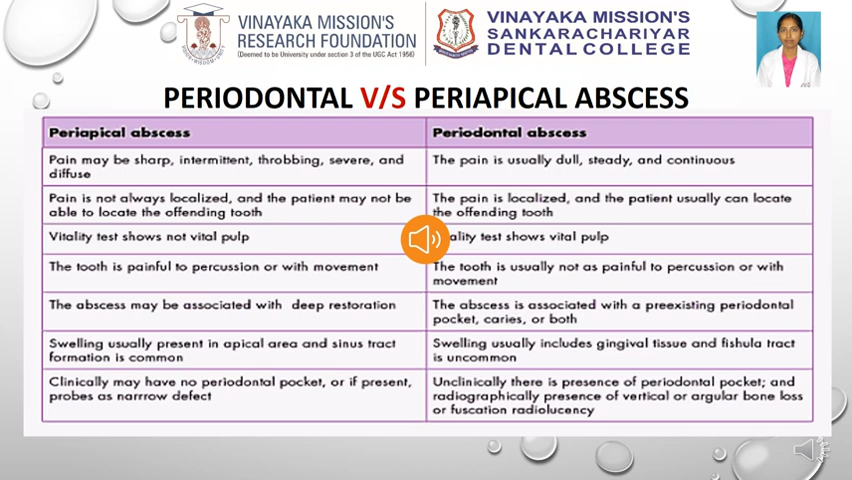 VINAYAKA MISSION'S
RESEARCH FOUNDATION
(Deemed to be University under section 3 of the UGC Act 1956)
VINAYAKA MISSION'S
SANKARACHARIYAR
DENTAL COLLEGE
PERIODONTAL V/S PERIAPICAL ABSCESS
Periapical abscess
Periodontal abscess
Pain may be sharp, intermittent, throbbing, severe, and
diffuse
The pain is usually dull, steady, and continuous
Pain is not always localized, and the patient may not be
able to locate the offending tooth
The pain is localized, and the patient usually can locate
the offending tooth
Vitality test shows not vital pulp
ality test shows vital pulp
The tooth is painful to percussion or with movement
The tooth is usually not as painful to percussion or with
movement
The abscess may be associated with deep restoration
The abscess is associated with a preexisting periodontal
pocket, caries, or both
Swelling usually present in apical area and sinus tract
formation is common
Swelling usually includes gingival tissue and fishula tract
is uncommon
Clinically may have no periodontal pocket, or if present,
probes as narrrow defect
Unclinically there is presence of periodontal pocket; and
radiographically presence of vertical or argular bone loss
or fuscation radiolucency